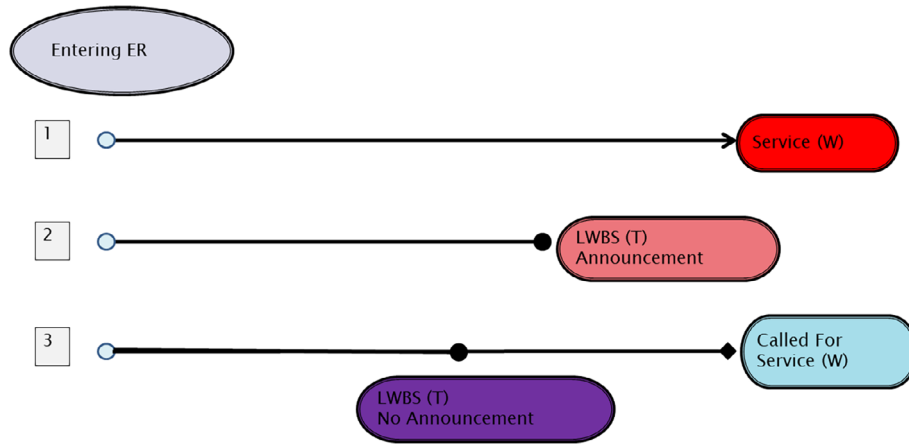 Entering ER
1
Service (W)
2
LWBS (T)
Announcement
3
Called For
Service (W)
LWBS (T)
No Announcement